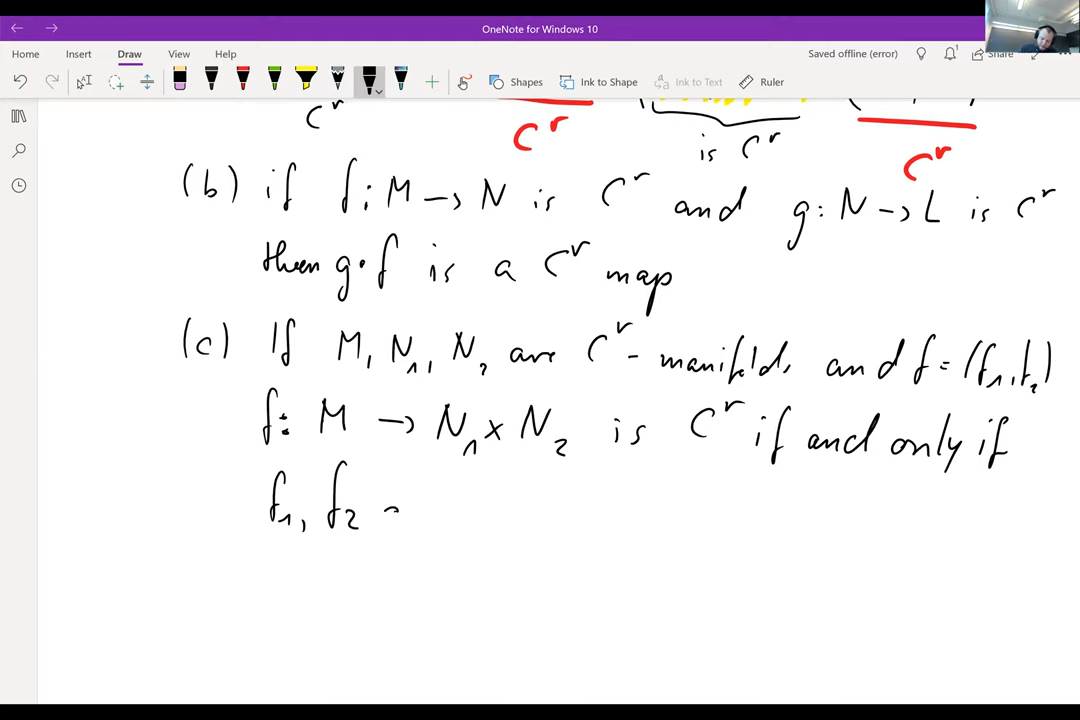 OneNote for Windows 10
Home Insert Draw View Help Saved offline (error) 1 Share
Shapes Ink to Shape Ink to Text Ruler
C^r
C^r is C^r C^r
(b) if f: M → N is C^r and g: N → L is C^r
then g∘f is a C^r map
(c) If M, N_1, N_2 are C^r - manifolds and f = (f_1, f_2)
f: M → N_1 × N_2 is C^r if and only if
f_1, f_2